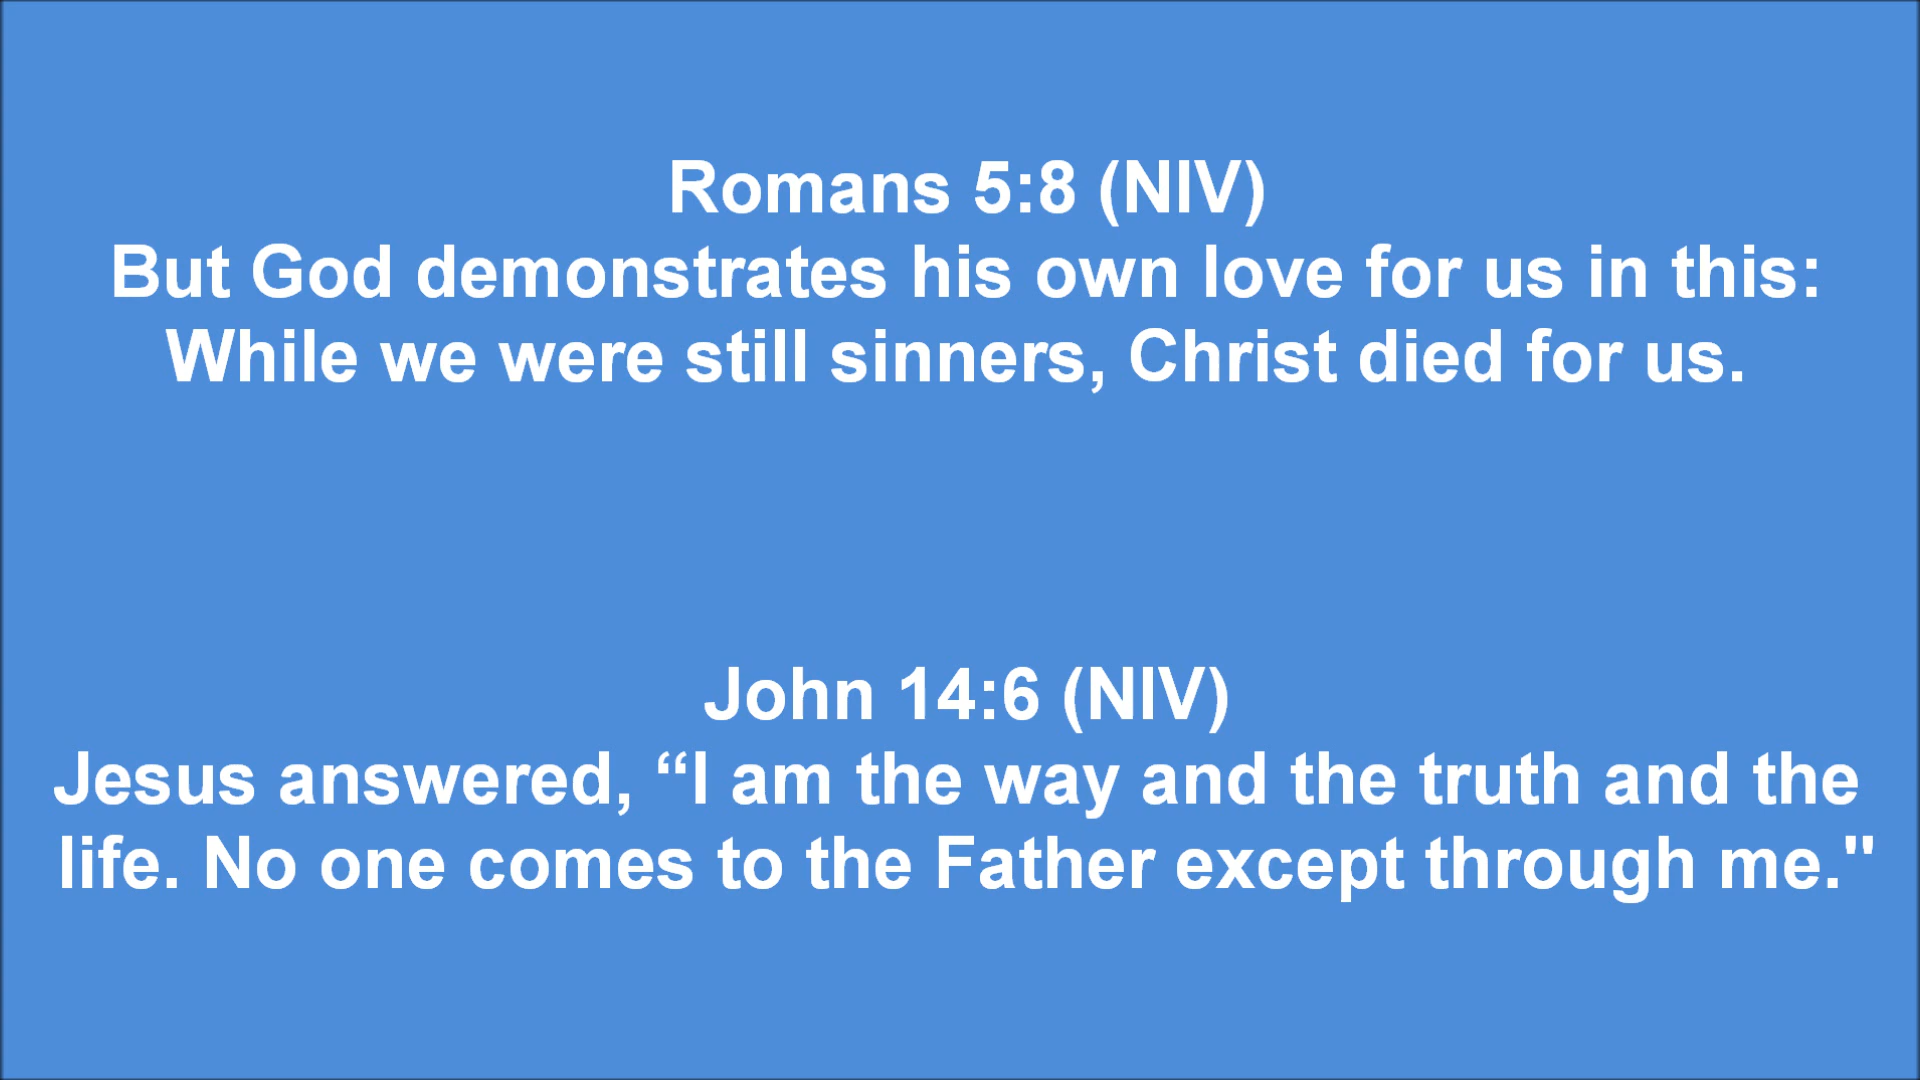 Romans 5:8 (NIV)
But God demonstrates his own love for us in this:
While we were still sinners, Christ died for us.
John 14:6 (NIV)
Jesus answered, “I am the way and the truth and the
life. No one comes to the Father except through me."